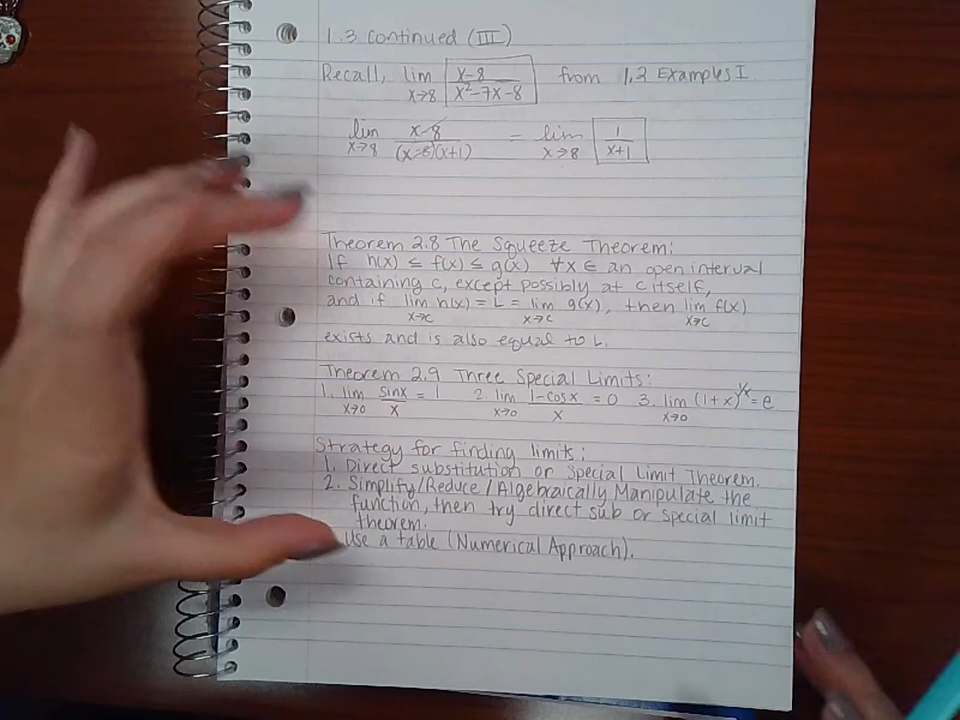 1.3 continued (III)
Recall, lim x→8 x-8/x²-7x-8 from 1.2 Examples I
lim x→8 x-8/(x-8)(x+1) = lim x→8 1/x+1
Theorem 2.8 The Squeeze Theorem:
If h(x) ≤ f(x) ≤ g(x) ∀x ∈ an open interval
containing c, except possibly at c itself,
and if lim x→c h(x) = L = lim x→c g(x), then lim x→c f(x)
exists and is also equal to L.
Theorem 2.9 Three Special Limits:
1. lim x→0 sinx/x = 1 2. lim x→0 1-cosx/x = 0 3. lim x→0 (1+x)^1/x = e
Strategy for finding limits:
1. Direct substitution or Special Limit Theorem.
2. Simplify/Reduce/Algebraically Manipulate the
function, then try direct sub or special limit
theorem.
Use a table (Numerical Approach).